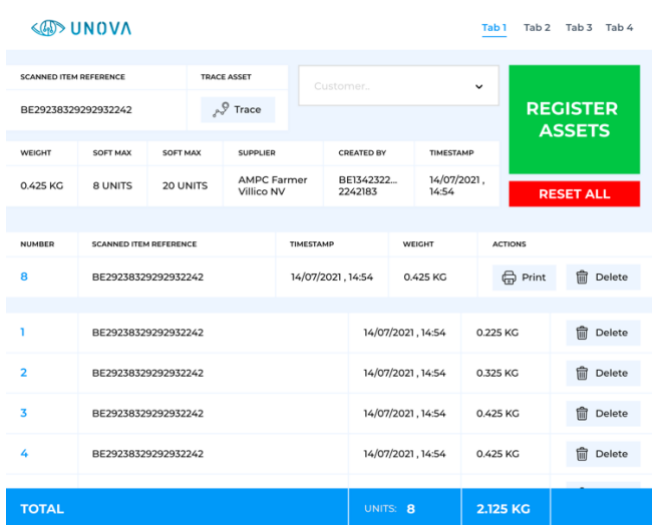 UNOVA
Tab 1 Tab 2 Tab 3 Tab 4
SCANNED ITEM REFERENCE TRACE ASSET
Customer..
BE29238329292932242 Trace
REGISTER
ASSETS
WEIGHT SOFT MAX SOFT MAX SUPPLIER CREATED BY TIMESTAMP
0.425 KG 8 UNITS 20 UNITS AMPC Farmer BE1342322... 14/07/2021 ,
Villico NV 2242183 14:54
RESET ALL
NUMBER SCANNED ITEM REFERENCE TIMESTAMP WEIGHT ACTIONS
8 BE29238329292932242 14/07/2021 , 14:54 0.425 KG Print Delete
1 BE29238329292932242 14/07/2021 , 14:54 0.225 KG Delete
2 BE29238329292932242 14/07/2021 , 14:54 0.325 KG Delete
3 BE29238329292932242 14/07/2021 , 14:54 0.425 KG Delete
4 BE29238329292932242 14/07/2021 , 14:54 0.425 KG Delete
TOTAL UNITS: 8 2.125 KG